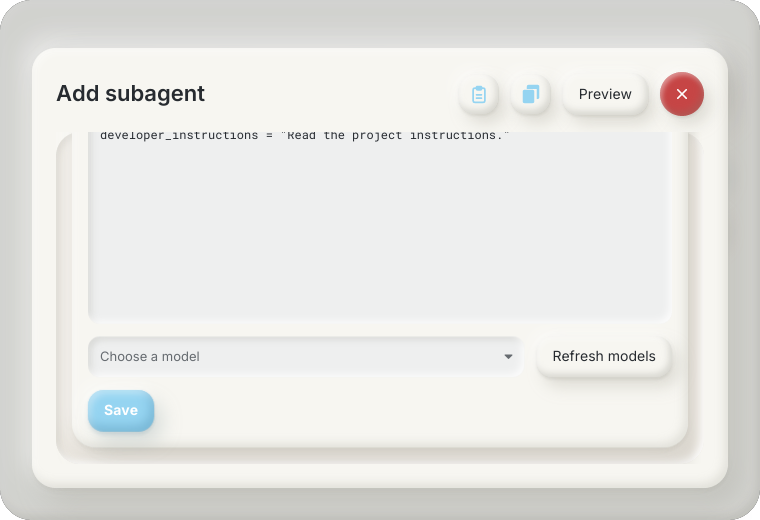 Add subagent
Preview
developer_instructions = "Read the project instructions."
Choose a model
Refresh models
Save